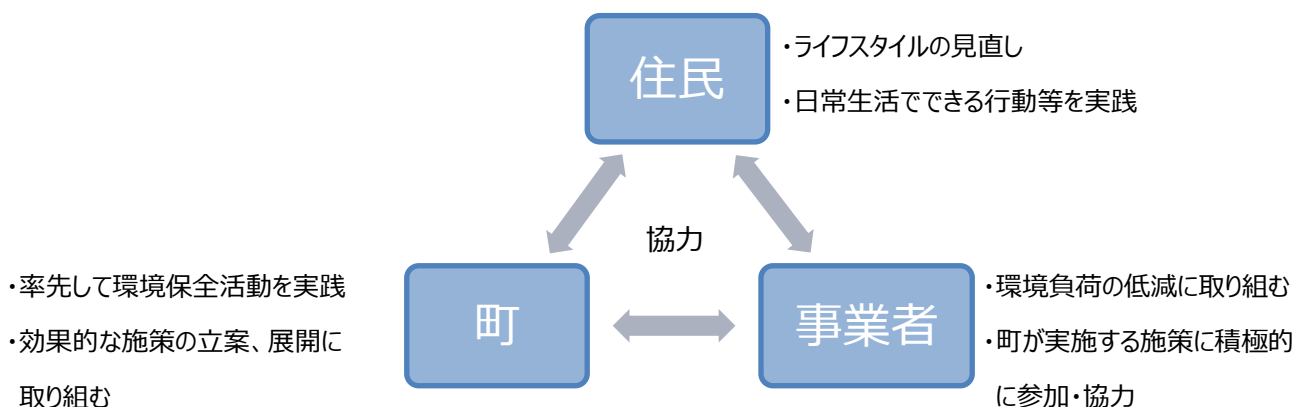 住民
・ライフスタイルの見直し
・日常生活でできる行動等を実践
協力
・率先して環境保全活動を実践
・効果的な施策の立案、展開に
取り組む
町
事業者
・環境負荷の低減に取り組む
・町が実施する施策に積極的
に参加・協力